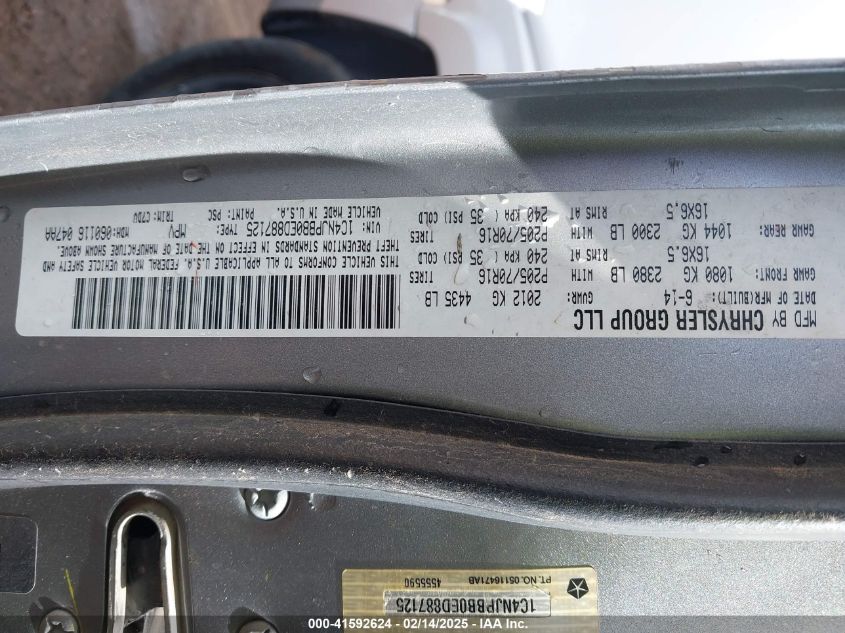 MFD BY CHRYSLER GROUP LLC
DATE OF MFR(BUILT): 6-14 GVWR: 2012 KG 4435 LB
GAWR FRONT: 1080 KG 2380 LB WITH P205/70R16 TIRES
16X6.5 RIMS AT 240 KPA ( 35 PSI) COLD
GAWR REAR: 1044 KG 2300 LB WITH P205/70R16 TIRES
16X6.5 RIMS AT 240 KPA ( 35 PSI) COLD
THIS VEHICLE CONFORMS TO ALL APPLICABLE U.S.A. FEDERAL MOTOR VEHICLE SAFETY AND
THEFT PREVENTION STANDARDS IN EFFECT ON THE DATE OF MANUFACTURE SHOWN ABOVE.
VIN: 1C4NJPBB0ED887125 TYPE: MPV MDH: 060116 047AA
VEHICLE MADE IN U.S.A. PAINT: PSC TRIM: C7DV
1C4NJPBB0ED887125
PT. NO. 05116471AB 4555590
000-41592624 02/14/2025 IAAI.com